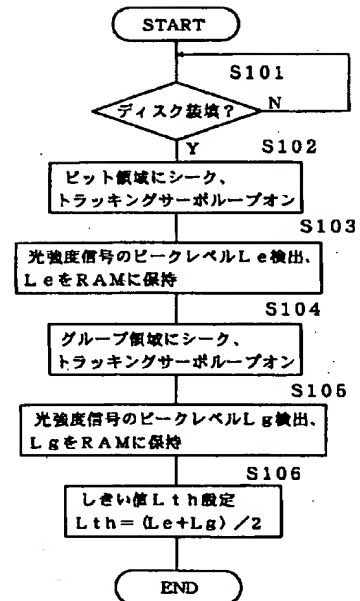 START
S101
ディスク装填?
N
Y
S102
ピット領域にシーク、
トラッキングサーボループオン
S103
光強度信号のピークレベルLe検出、
LeをRAMに保持
S104
グループ領域にシーク、
トラッキングサーボループオン
S105
光強度信号のピークレベルLg検出、
LgをRAMに保持
S106
しきい値Lth設定
Lth=(Le+Lg)/2
END